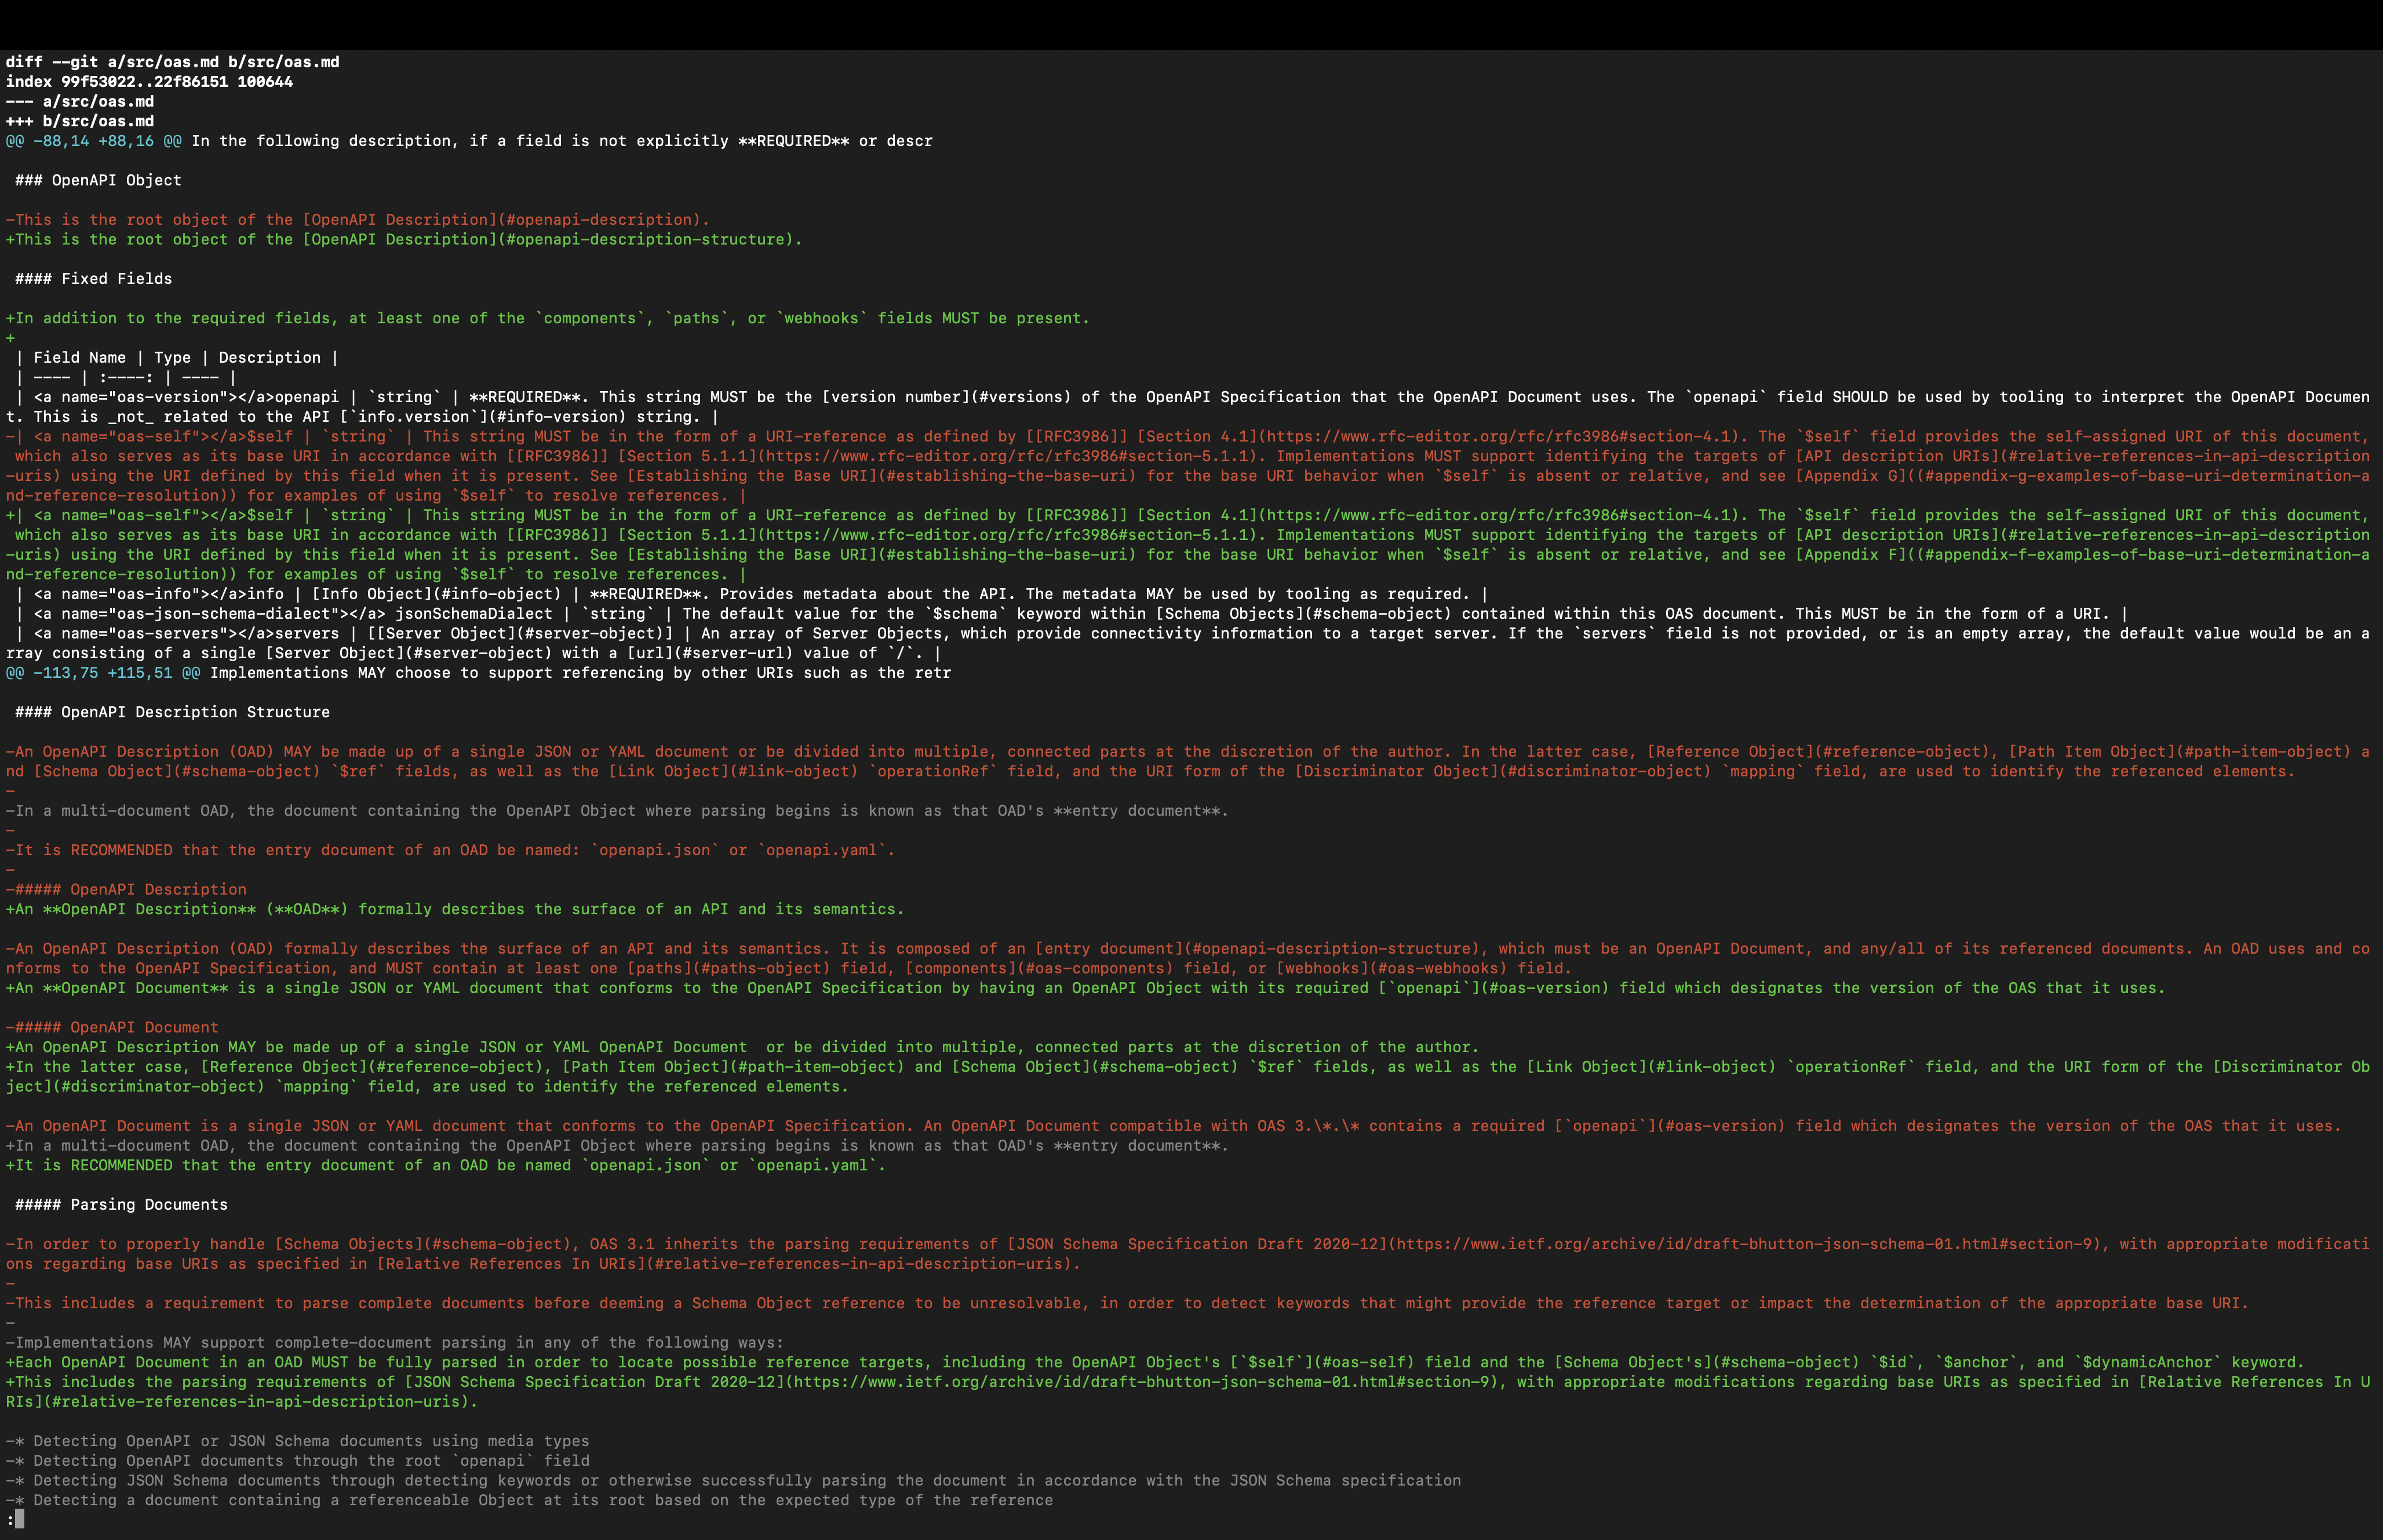 diff --git a/src/oas.md b/src/oas.md
index 99f53022..22f86151 100644
--- a/src/oas.md
+++ b/src/oas.md
@@ -88,14 +88,16 @@ In the following description, if a field is not explicitly **REQUIRED** or descr
 ### OpenAPI Object
-This is the root object of the [OpenAPI Description](#openapi-description).
+This is the root object of the [OpenAPI Description](#openapi-description-structure).
 #### Fixed Fields
+In addition to the required fields, at least one of the `components`, `paths`, or `webhooks` fields MUST be present.
+
 | Field Name | Type | Description |
 | ---- | :----: | ---- |
 | <a name="oas-version"></a>openapi | `string` | **REQUIRED**. This string MUST be the [version number](#versions) of the OpenAPI Specification that the OpenAPI Document uses. The `openapi` field SHOULD be used by tooling to interpret the OpenAPI Documen
t. This is _not_ related to the API [`info.version`](#info-version) string. |
-| <a name="oas-self"></a>$self | `string` | This string MUST be in the form of a URI-reference as defined by [[RFC3986]] [Section 4.1](https://www.rfc-editor.org/rfc/rfc3986#section-4.1). The `$self` field provides the self-assigned URI of this document,
 which also serves as its base URI in accordance with [[RFC3986]] [Section 5.1.1](https://www.rfc-editor.org/rfc/rfc3986#section-5.1.1). Implementations MUST support identifying the targets of [API description URIs](#relative-references-in-api-description
-uris) using the URI defined by this field when it is present. See [Establishing the Base URI](#establishing-the-base-uri) for the base URI behavior when `$self` is absent or relative, and see [Appendix G]((#appendix-g-examples-of-base-uri-determination-a
nd-reference-resolution)) for examples of using `$self` to resolve references. |
+| <a name="oas-self"></a>$self | `string` | This string MUST be in the form of a URI-reference as defined by [[RFC3986]] [Section 4.1](https://www.rfc-editor.org/rfc/rfc3986#section-4.1). The `$self` field provides the self-assigned URI of this document,
 which also serves as its base URI in accordance with [[RFC3986]] [Section 5.1.1](https://www.rfc-editor.org/rfc/rfc3986#section-5.1.1). Implementations MUST support identifying the targets of [API description URIs](#relative-references-in-api-description
-uris) using the URI defined by this field when it is present. See [Establishing the Base URI](#establishing-the-base-uri) for the base URI behavior when `$self` is absent or relative, and see [Appendix F]((#appendix-f-examples-of-base-uri-determination-a
nd-reference-resolution)) for examples of using `$self` to resolve references. |
 | <a name="oas-info"></a>info | [Info Object](#info-object) | **REQUIRED**. Provides metadata about the API. The metadata MAY be used by tooling as required. |
 | <a name="oas-json-schema-dialect"></a> jsonSchemaDialect | `string` | The default value for the `$schema` keyword within [Schema Objects](#schema-object) contained within this OAS document. This MUST be in the form of a URI. |
 | <a name="oas-servers"></a>servers | [[Server Object](#server-object)] | An array of Server Objects, which provide connectivity information to a target server. If the `servers` field is not provided, or is an empty array, the default value would be an a
rray consisting of a single [Server Object](#server-object) with a [url](#server-url) value of `/`. |
@@ -113,75 +115,51 @@ Implementations MAY choose to support referencing by other URIs such as the retr
 #### OpenAPI Description Structure
-An OpenAPI Description (OAD) MAY be made up of a single JSON or YAML document or be divided into multiple, connected parts at the discretion of the author. In the latter case, [Reference Object](#reference-object), [Path Item Object](#path-item-object) a
nd [Schema Object](#schema-object) `$ref` fields, as well as the [Link Object](#link-object) `operationRef` field, and the URI form of the [Discriminator Object](#discriminator-object) `mapping` field, are used to identify the referenced elements.
-
-In a multi-document OAD, the document containing the OpenAPI Object where parsing begins is known as that OAD's **entry document**.
-
-It is RECOMMENDED that the entry document of an OAD be named: `openapi.json` or `openapi.yaml`.
-
-##### OpenAPI Description
+An **OpenAPI Description** (**OAD**) formally describes the surface of an API and its semantics.
-An OpenAPI Description (OAD) formally describes the surface of an API and its semantics. It is composed of an [entry document](#openapi-description-structure), which must be an OpenAPI Document, and any/all of its referenced documents. An OAD uses and co
nforms to the OpenAPI Specification, and MUST contain at least one [paths](#paths-object) field, [components](#oas-components) field, or [webhooks](#oas-webhooks) field.
+An **OpenAPI Document** is a single JSON or YAML document that conforms to the OpenAPI Specification by having an OpenAPI Object with its required [`openapi`](#oas-version) field which designates the version of the OAS that it uses.
-##### OpenAPI Document
+An OpenAPI Description MAY be made up of a single JSON or YAML OpenAPI Document  or be divided into multiple, connected parts at the discretion of the author.
+In the latter case, [Reference Object](#reference-object), [Path Item Object](#path-item-object) and [Schema Object](#schema-object) `$ref` fields, as well as the [Link Object](#link-object) `operationRef` field, and the URI form of the [Discriminator Ob
ject](#discriminator-object) `mapping` field, are used to identify the referenced elements.
-An OpenAPI Document is a single JSON or YAML document that conforms to the OpenAPI Specification. An OpenAPI Document compatible with OAS 3.\*.\* contains a required [`openapi`](#oas-version) field which designates the version of the OAS that it uses.
+In a multi-document OAD, the document containing the OpenAPI Object where parsing begins is known as that OAD's **entry document**.
+It is RECOMMENDED that the entry document of an OAD be named `openapi.json` or `openapi.yaml`.
 ##### Parsing Documents
-In order to properly handle [Schema Objects](#schema-object), OAS 3.1 inherits the parsing requirements of [JSON Schema Specification Draft 2020-12](https://www.ietf.org/archive/id/draft-bhutton-json-schema-01.html#section-9), with appropriate modificati
ons regarding base URIs as specified in [Relative References In URIs](#relative-references-in-api-description-uris).
-
-This includes a requirement to parse complete documents before deeming a Schema Object reference to be unresolvable, in order to detect keywords that might provide the reference target or impact the determination of the appropriate base URI.
-
-Implementations MAY support complete-document parsing in any of the following ways:
+Each OpenAPI Document in an OAD MUST be fully parsed in order to locate possible reference targets, including the OpenAPI Object's [`$self`](#oas-self) field and the [Schema Object's](#schema-object) `$id`, `$anchor`, and `$dynamicAnchor` keyword.
+This includes the parsing requirements of [JSON Schema Specification Draft 2020-12](https://www.ietf.org/archive/id/draft-bhutton-json-schema-01.html#section-9), with appropriate modifications regarding base URIs as specified in [Relative References In U
RIs](#relative-references-in-api-description-uris).
-* Detecting OpenAPI or JSON Schema documents using media types
-* Detecting OpenAPI documents through the root `openapi` field
-* Detecting JSON Schema documents through detecting keywords or otherwise successfully parsing the document in accordance with the JSON Schema specification
-* Detecting a document containing a referenceable Object at its root based on the expected type of the reference
: